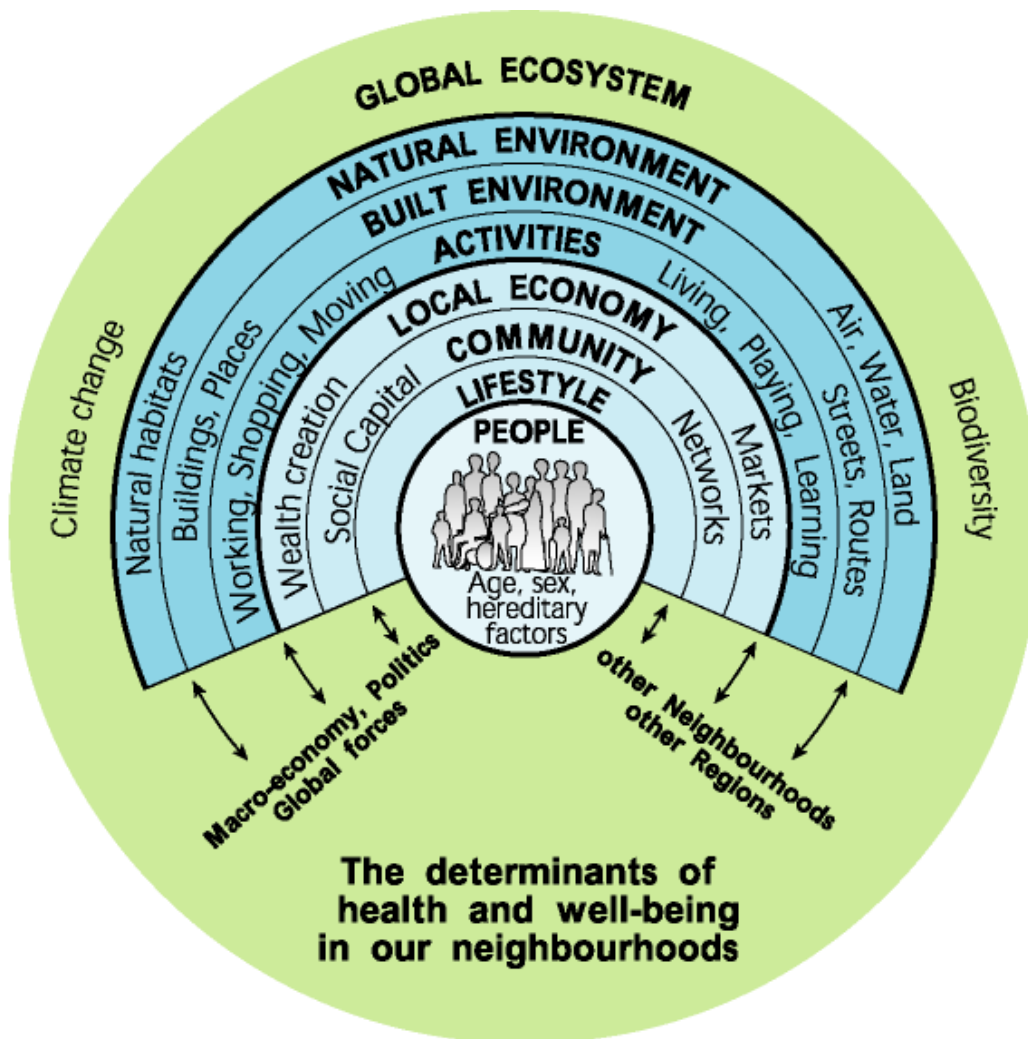 GLOBAL ECOSYSTEM
NATURAL ENVIRONMENT
BUILT ENVIRONMENT
ACTIVITIES
LOCAL ECONOMY
COMMUNITY
LIFESTYLE
PEOPLE
Age, sex,
hereditary
factors
Climate change
Natural habitats
Buildings, Places
Working, Shopping, Moving
Wealth creation
Social Capital
Networks
Markets
Living, Playing, Learning
Streets, Routes
Air, Water, Land
Biodiversity
Macro-economy, Politics
Global forces
other Neighbourhoods
other Regions
The determinants of
health and well-being
in our neighbourhoods